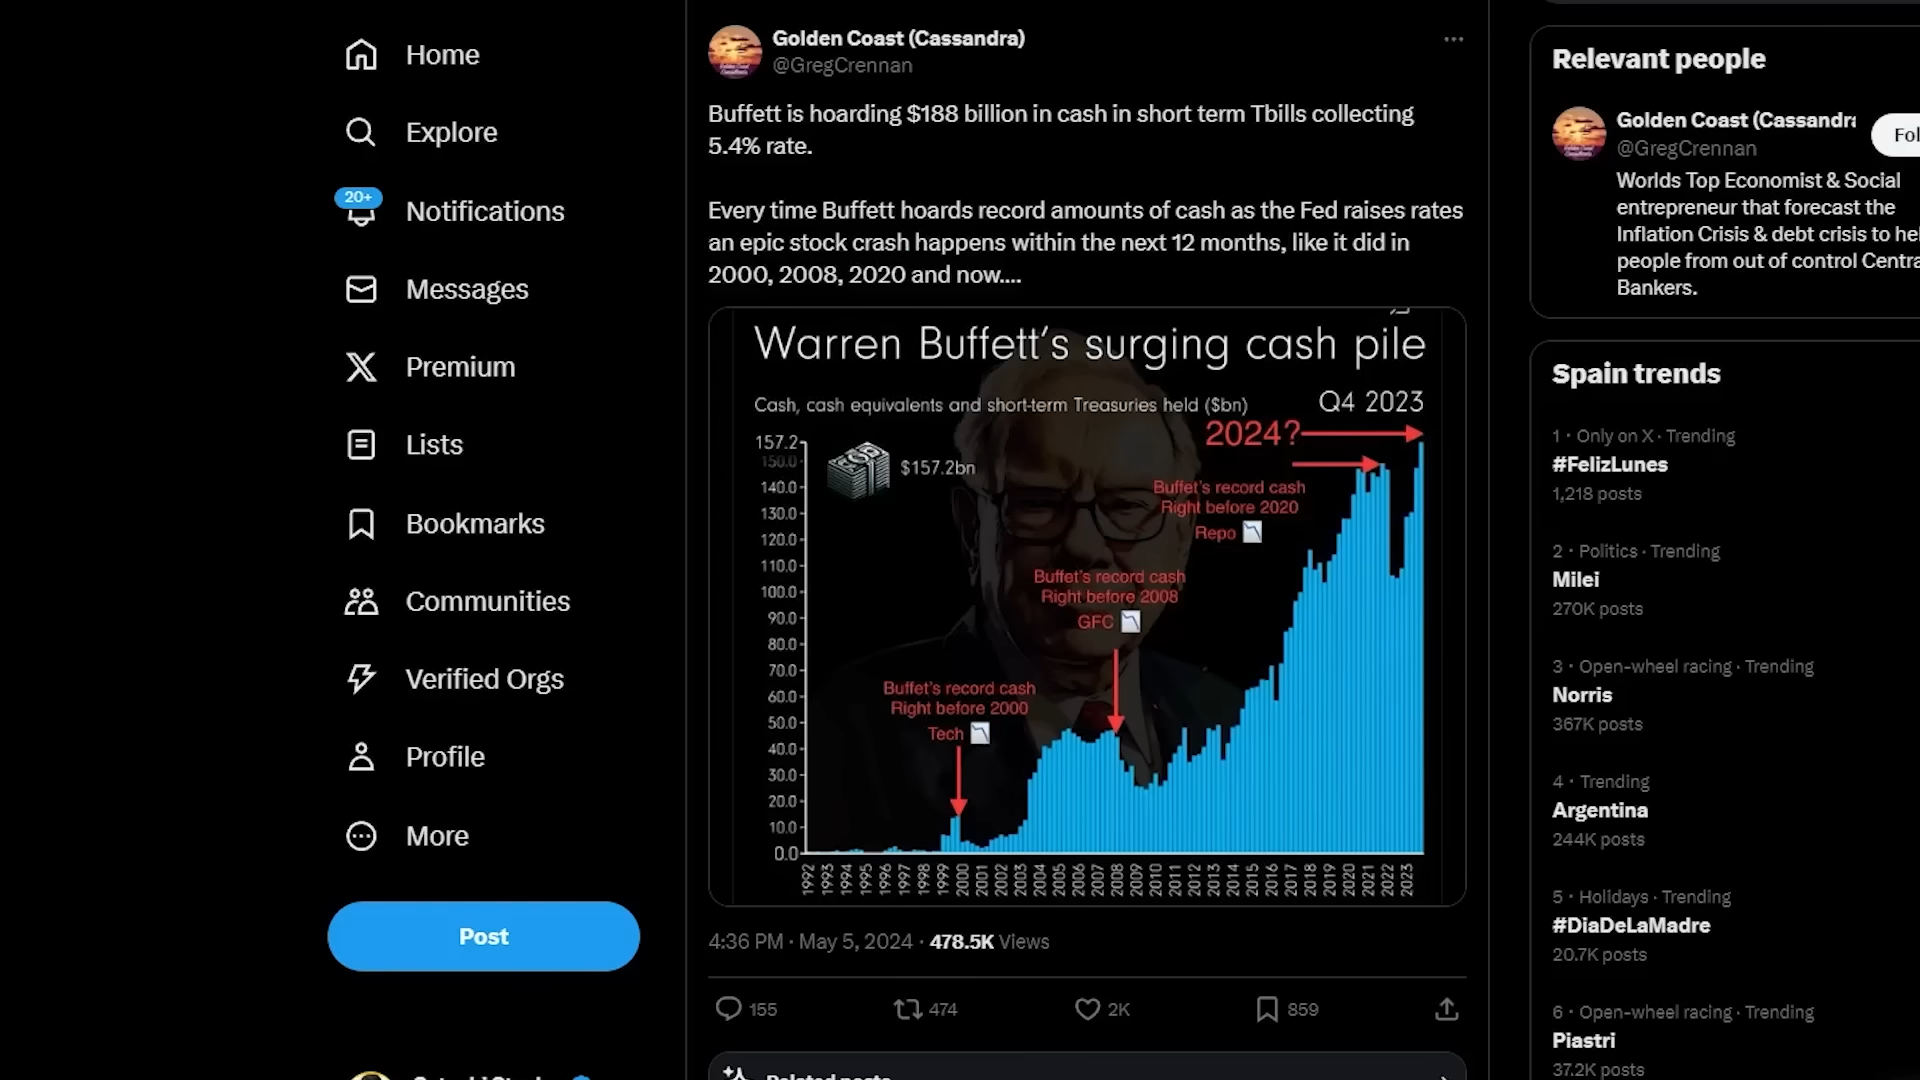 Home
Explore
20+
Notifications
Messages
Premium
Lists
Bookmarks
Communities
Verified Orgs
Profile
More
Post
Golden Coast (Cassandra)
@GregCrennan
Buffett is hoarding $188 billion in cash in short term Tbills collecting
5.4% rate.
Every time Buffett hoards record amounts of cash as the Fed raises rates
an epic stock crash happens within the next 12 months, like it did in
2000, 2008, 2020 and now....
Warren Buffett's surging cash pile
Cash, cash equivalents and short-term Treasuries held ($bn)
Q4 2023
2024?
$157.2bn
157.2
150.0
140.0
130.0
120.0
110.0
100.0
90.0
80.0
70.0
60.0
50.0
40.0
30.0
20.0
10.0
0.0
Buffet's record cash
Right before 2020
Repo
Buffet's record cash
Right before 2008
GFC
Buffet's record cash
Right before 2000
Tech
1992 1993 1994 1995 1996 1997 1998 1999 2000 2001 2002 2003 2004 2005 2006 2007 2008 2009 2010 2011 2012 2013 2014 2015 2016 2017 2018 2019 2020 2021 2022 2023
4:36 PM · May 5, 2024 · 478.5K Views
155 474 2K 859
Relevant people
Golden Coast (Cassandra
@GregCrennan
Fol
Worlds Top Economist & Social
entrepreneur that forecast the
Inflation Crisis & debt crisis to hel
people from out of control Centra
Bankers.
Spain trends
1 · Only on X · Trending
#FelizLunes
1,218 posts
2 · Politics · Trending
Milei
270K posts
3 · Open-wheel racing · Trending
Norris
367K posts
4 · Trending
Argentina
244K posts
5 · Holidays · Trending
#DiaDeLaMadre
20.7K posts
6 · Open-wheel racing · Trending
Piastri
37.2K posts